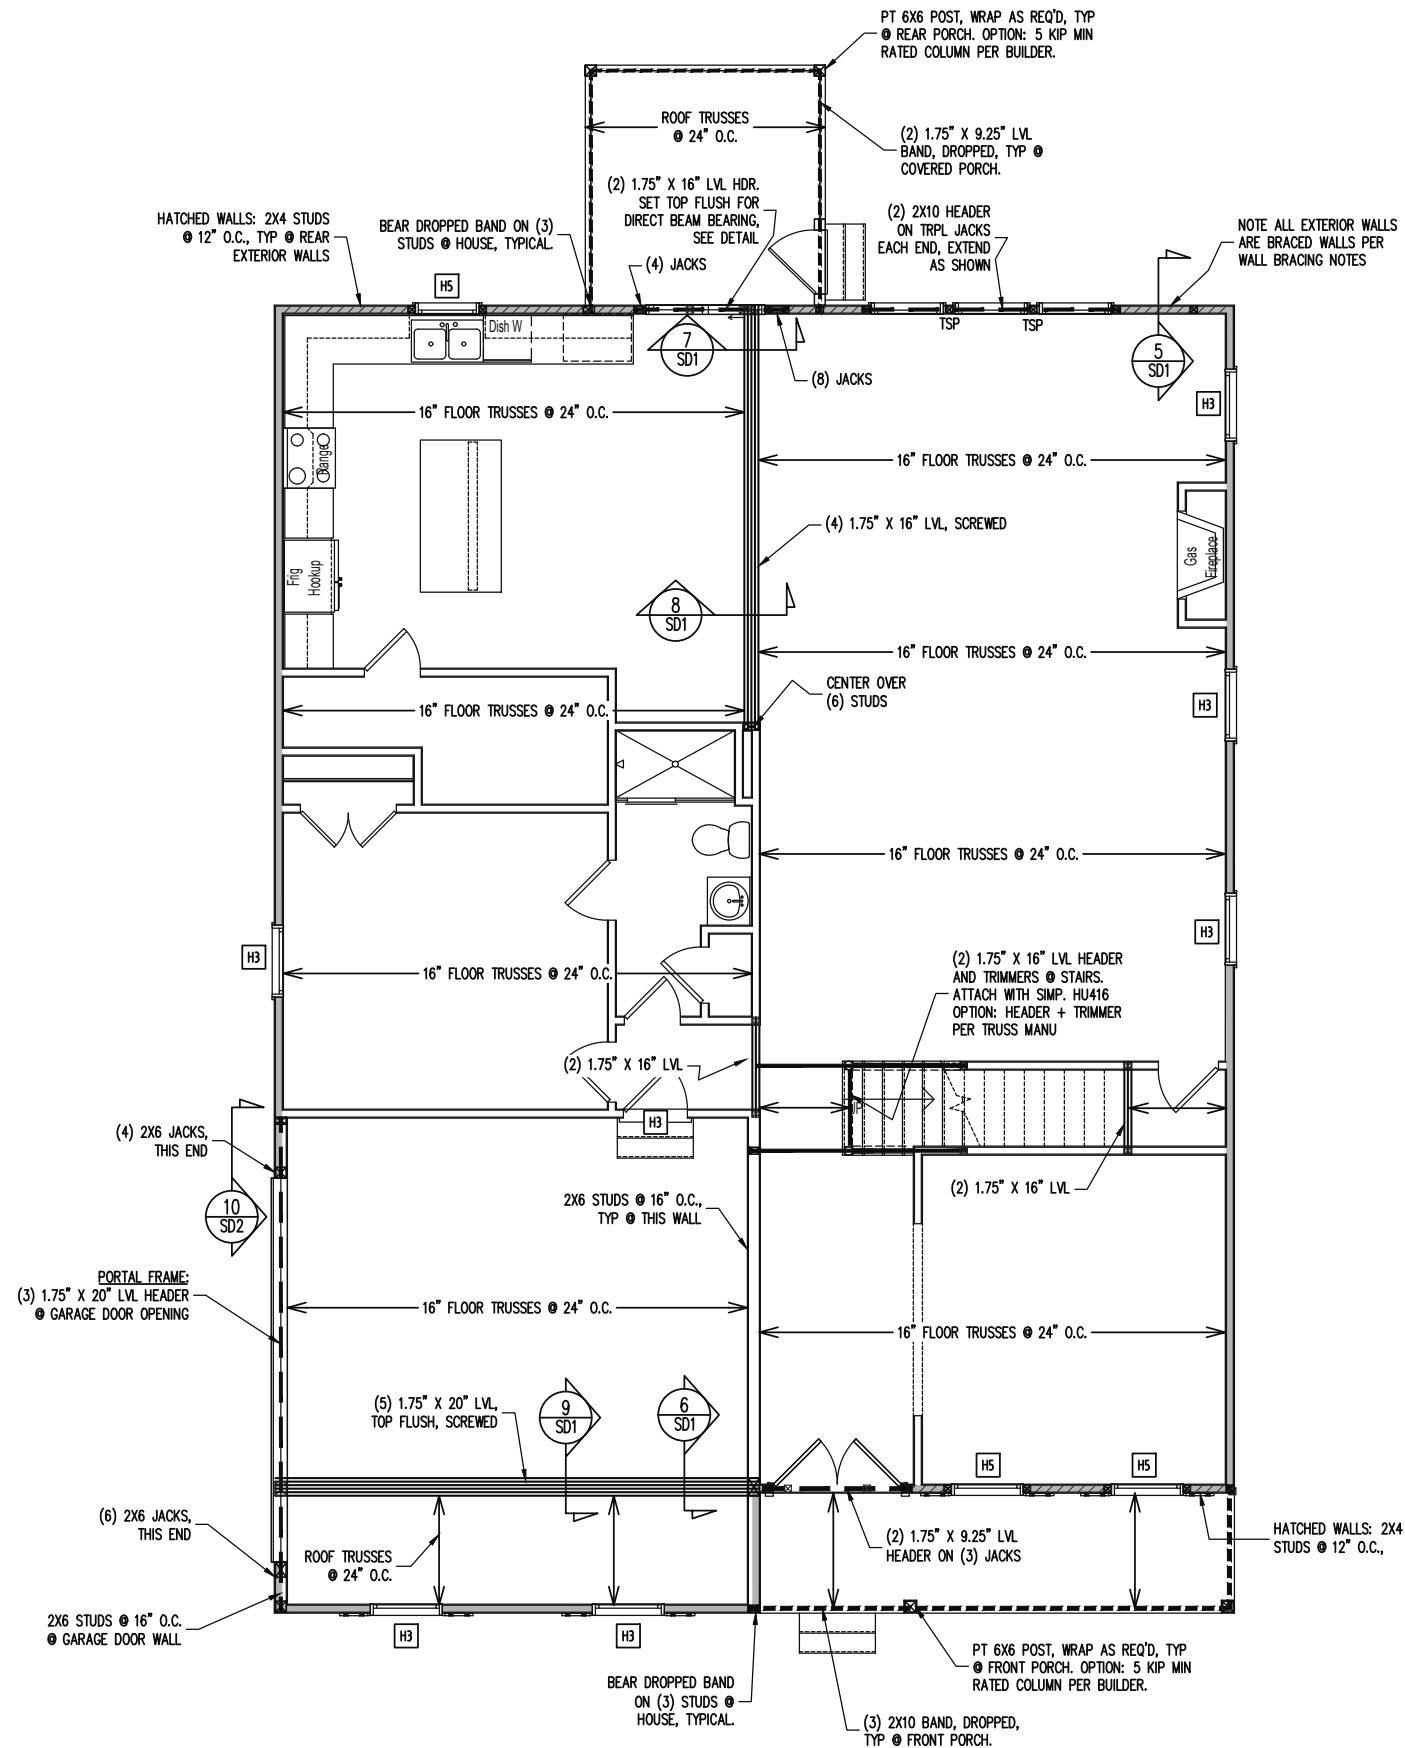 PT 6X6 POST, WRAP AS REQ'D, TYP
@ REAR PORCH. OPTION: 5 KIP MIN
RATED COLUMN PER BUILDER.
ROOF TRUSSES
@ 24" O.C.
(2) 1.75" X 9.25" LVL
BAND, DROPPED, TYP @
COVERED PORCH.
(2) 1.75" X 16" LVL HDR.
SET TOP FLUSH FOR
DIRECT BEAM BEARING,
SEE DETAIL
HATCHED WALLS: 2X4 STUDS
@ 12" O.C., TYP @ REAR
EXTERIOR WALLS
BEAR DROPPED BAND ON (3)
STUDS @ HOUSE, TYPICAL.
(2) 2X10 HEADER
ON TRPL JACKS
EACH END, EXTEND
AS SHOWN
NOTE ALL EXTERIOR WALLS
ARE BRACED WALLS PER
WALL BRACING NOTES
(4) JACKS
H5
TSP
TSP
Dish W
7
SD1
5
SD1
(8) JACKS
H3
16" FLOOR TRUSSES @ 24" O.C.
Range
16" FLOOR TRUSSES @ 24" O.C.
(4) 1.75" X 16" LVL, SCREWED
Gas
Fireplace
Frig
Hookup
8
SD1
16" FLOOR TRUSSES @ 24" O.C.
CENTER OVER
(6) STUDS
H3
16" FLOOR TRUSSES @ 24" O.C.
16" FLOOR TRUSSES @ 24" O.C.
H3
H3
16" FLOOR TRUSSES @ 24" O.C.
(2) 1.75" X 16" LVL HEADER
AND TRIMMERS @ STAIRS.
ATTACH WITH SIMP. HU416
OPTION: HEADER + TRIMMER
PER TRUSS MANU
(2) 1.75" X 16" LVL
UP
H3
(4) 2X6 JACKS,
THIS END
10
SD2
2X6 STUDS @ 16" O.C.,
TYP @ THIS WALL
(2) 1.75" X 16" LVL
PORTAL FRAME:
(3) 1.75" X 20" LVL HEADER
@ GARAGE DOOR OPENING
16" FLOOR TRUSSES @ 24" O.C.
16" FLOOR TRUSSES @ 24" O.C.
(5) 1.75" X 20" LVL,
TOP FLUSH, SCREWED
9
SD1
6
SD1
H5
H5
(6) 2X6 JACKS,
THIS END
ROOF TRUSSES
@ 24" O.C.
(2) 1.75" X 9.25" LVL
HEADER ON (3) JACKS
HATCHED WALLS: 2X4
STUDS @ 12" O.C.,
2X6 STUDS @ 16" O.C.
@ GARAGE DOOR WALL
H3
H3
PT 6X6 POST, WRAP AS REQ'D, TYP
@ FRONT PORCH. OPTION: 5 KIP MIN
RATED COLUMN PER BUILDER.
BEAR DROPPED BAND
ON (3) STUDS @
HOUSE, TYPICAL.
(3) 2X10 BAND, DROPPED,
TYP @ FRONT PORCH.